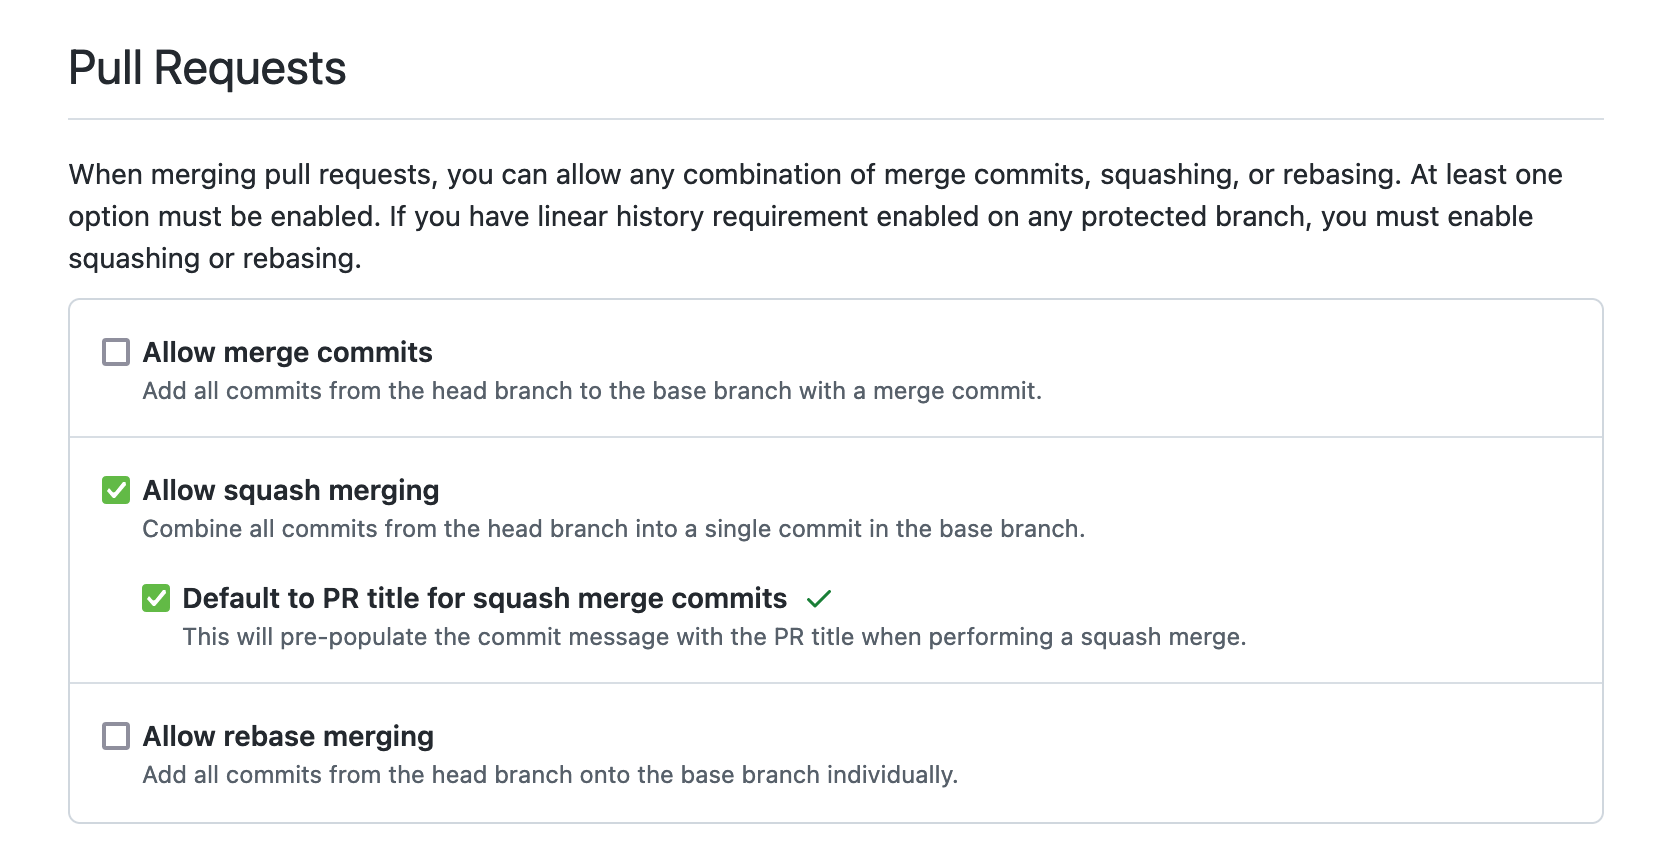 Pull Requests
When merging pull requests, you can allow any combination of merge commits, squashing, or rebasing. At least one
option must be enabled. If you have linear history requirement enabled on any protected branch, you must enable
squashing or rebasing.
Allow merge commits
Add all commits from the head branch to the base branch with a merge commit.
Allow squash merging
Combine all commits from the head branch into a single commit in the base branch.
Default to PR title for squash merge commits
This will pre-populate the commit message with the PR title when performing a squash merge.
Allow rebase merging
Add all commits from the head branch onto the base branch individually.